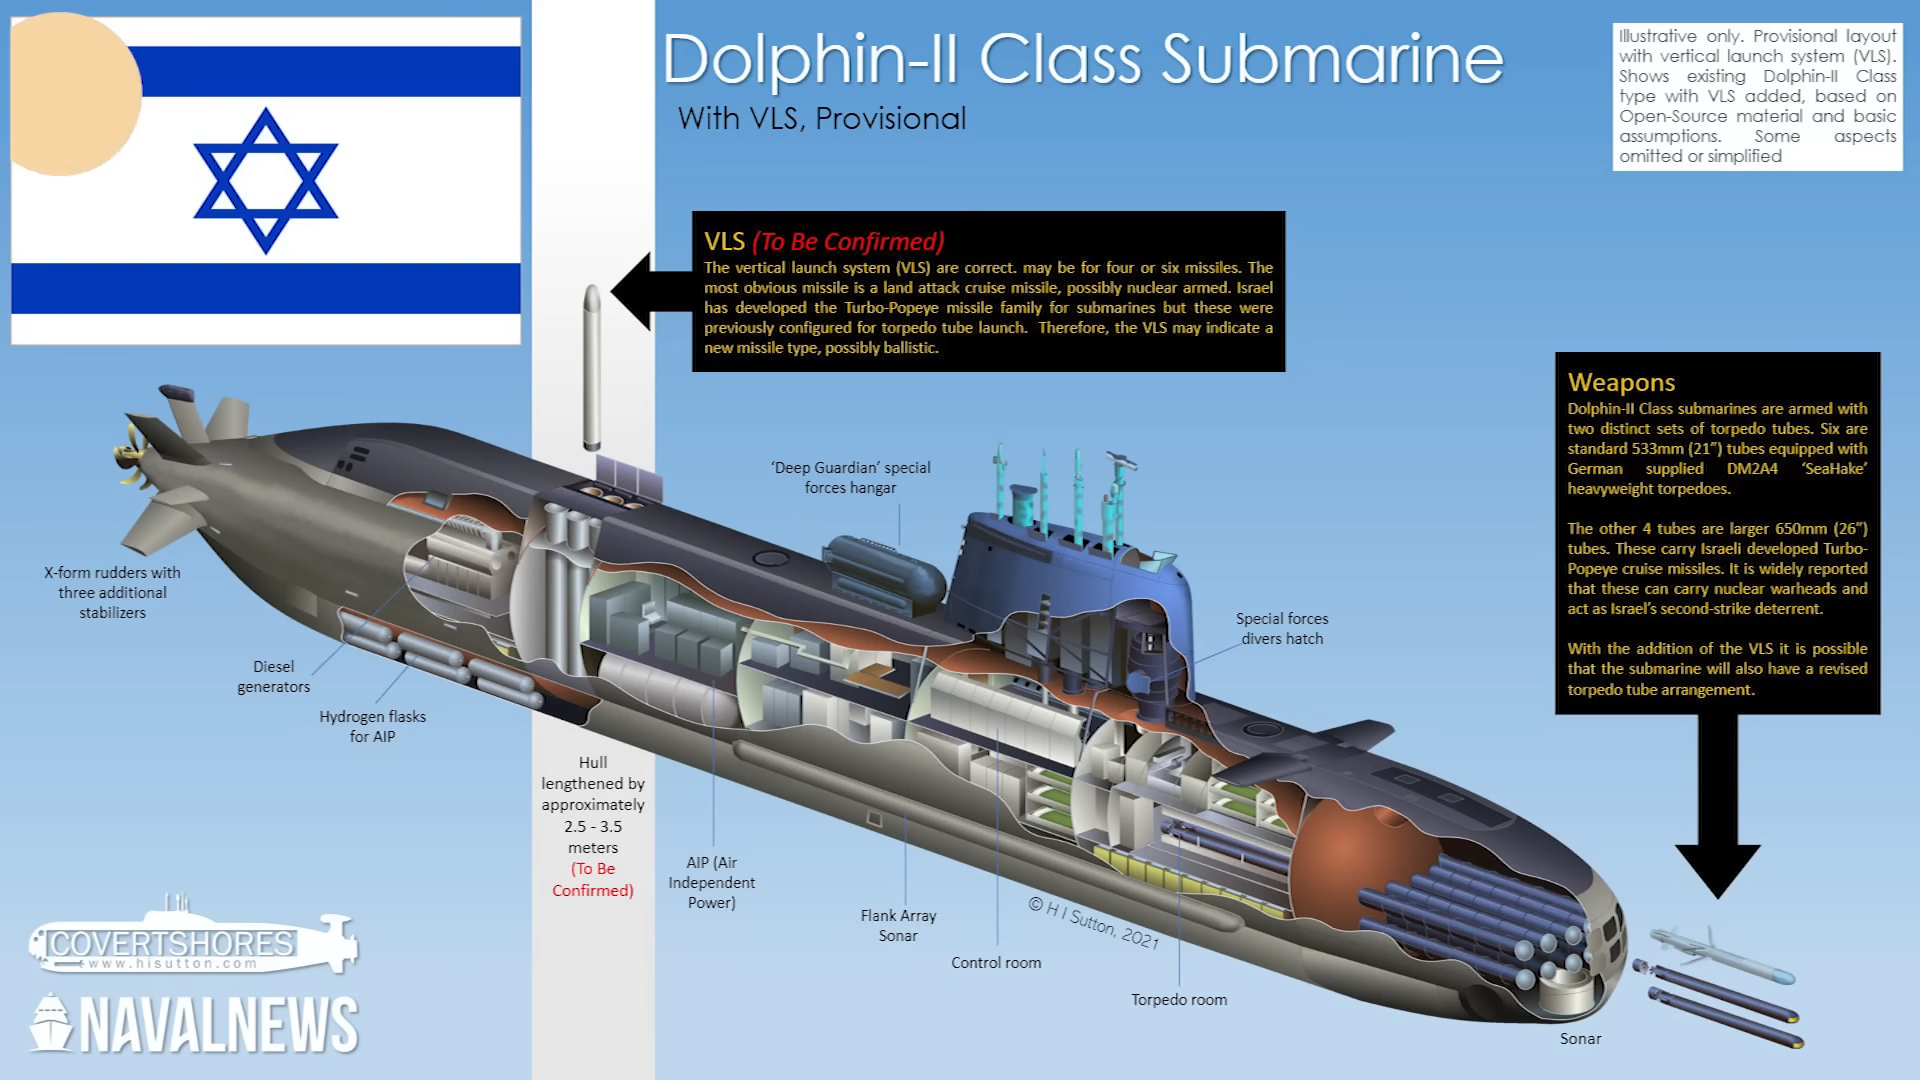 Dolphin-II Class Submarine
With VLS, Provisional
Illustrative only. Provisional layout
with vertical launch system (VLS).
Shows existing Dolphin-II Class
type with VLS added, based on
Open-Source material and basic
assumptions. Some aspects
omitted or simplified
VLS (To Be Confirmed)
The vertical launch system (VLS) are correct. may be for four or six missiles. The
most obvious missile is a land attack cruise missile, possibly nuclear armed. Israel
has developed the Turbo-Popeye missile family for submarines but these were
previously configured for torpedo tube launch. Therefore, the VLS may indicate a
new missile type, possibly ballistic.
Weapons
Dolphin-II Class submarines are armed with
two distinct sets of torpedo tubes. Six are
standard 533mm (21”) tubes equipped with
German supplied DM2A4 ‘SeaHake’
heavyweight torpedoes.
The other 4 tubes are larger 650mm (26”)
tubes. These carry Israeli developed Turbo-
Popeye cruise missiles. It is widely reported
that these can carry nuclear warheads and
act as Israel’s second-strike deterrent.
With the addition of the VLS it is possible
that the submarine will also have a revised
torpedo tube arrangement.
‘Deep Guardian’ special
forces hangar
X-form rudders with
three additional
stabilizers
Special forces
divers hatch
Diesel
generators
Hydrogen flasks
for AIP
Hull
lengthened by
approximately
2.5 - 3.5
meters
(To Be
Confirmed)
AIP (Air
Independent
Power)
Flank Array
Sonar
Control room
Torpedo room
Sonar
© H I Sutton, 2021
COVERTSHORES
www.hisutton.com
NAVALNEWS